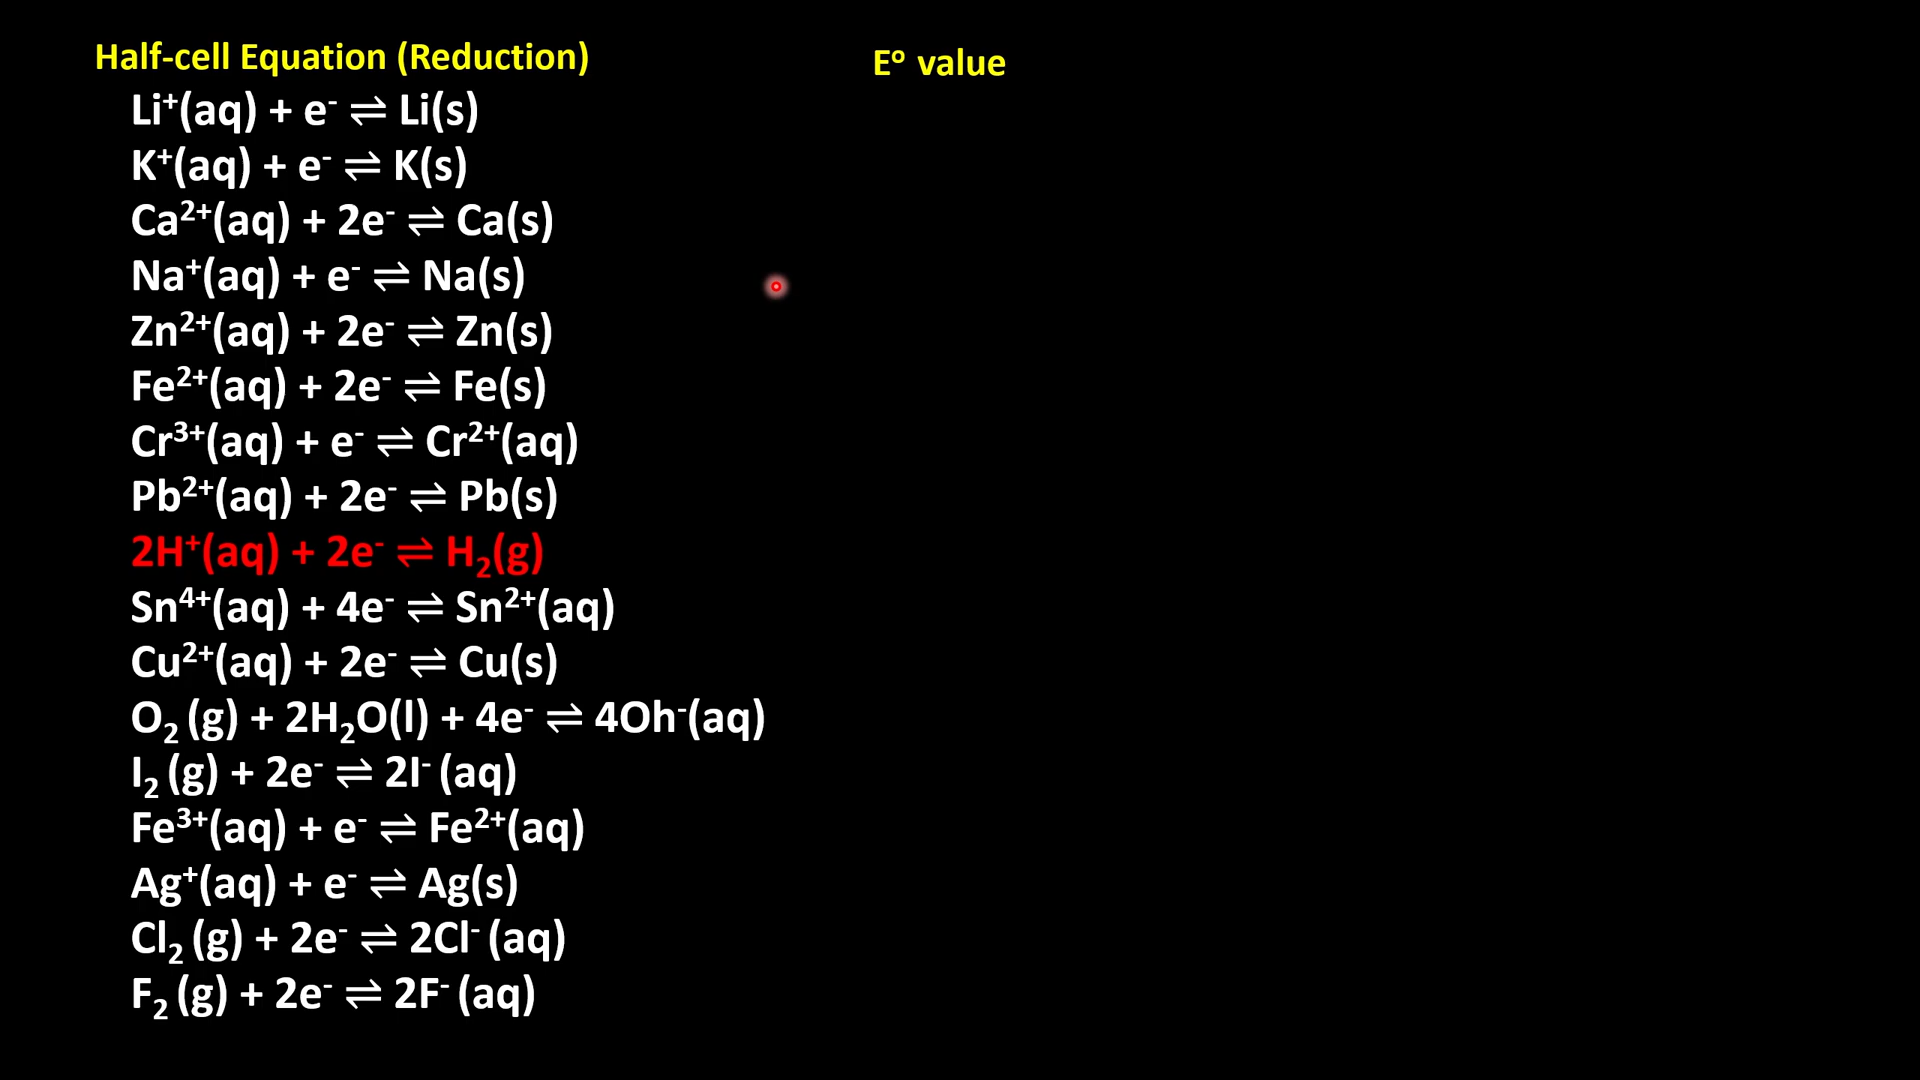 Half-cell Equation (Reduction)
E° value
Li⁺(aq) + e⁻ ⇌ Li(s)
K⁺(aq) + e⁻ ⇌ K(s)
Ca²⁺(aq) + 2e⁻ ⇌ Ca(s)
Na⁺(aq) + e⁻ ⇌ Na(s)
Zn²⁺(aq) + 2e⁻ ⇌ Zn(s)
Fe²⁺(aq) + 2e⁻ ⇌ Fe(s)
Cr³⁺(aq) + e⁻ ⇌ Cr²⁺(aq)
Pb²⁺(aq) + 2e⁻ ⇌ Pb(s)
2H⁺(aq) + 2e⁻ ⇌ H₂(g)
Sn⁴⁺(aq) + 4e⁻ ⇌ Sn²⁺(aq)
Cu²⁺(aq) + 2e⁻ ⇌ Cu(s)
O₂ (g) + 2H₂O(l) + 4e⁻ ⇌ 4Oh⁻(aq)
I₂ (g) + 2e⁻ ⇌ 2I⁻ (aq)
Fe³⁺(aq) + e⁻ ⇌ Fe²⁺(aq)
Ag⁺(aq) + e⁻ ⇌ Ag(s)
Cl₂ (g) + 2e⁻ ⇌ 2Cl⁻ (aq)
F₂ (g) + 2e⁻ ⇌ 2F⁻ (aq)